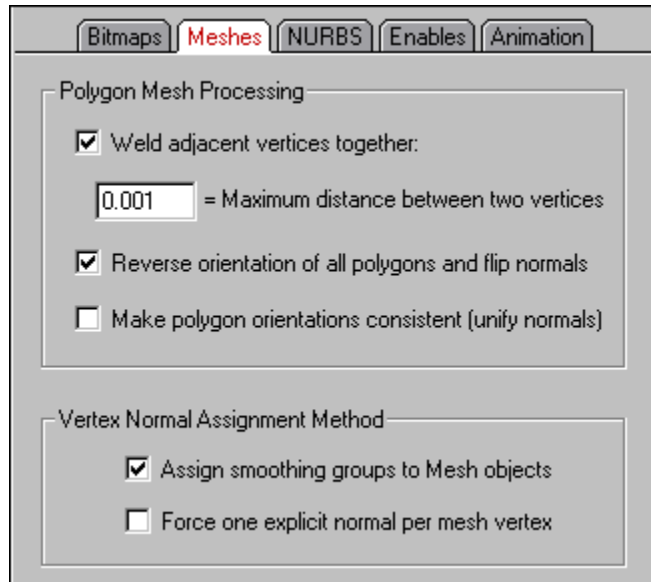 Bitmaps Meshes NURBS Enables Animation
Polygon Mesh Processing
Weld adjacent vertices together:
0.001 = Maximum distance between two vertices
Reverse orientation of all polygons and flip normals
Make polygon orientations consistent (unify normals)
Vertex Normal Assignment Method
Assign smoothing groups to Mesh objects
Force one explicit normal per mesh vertex